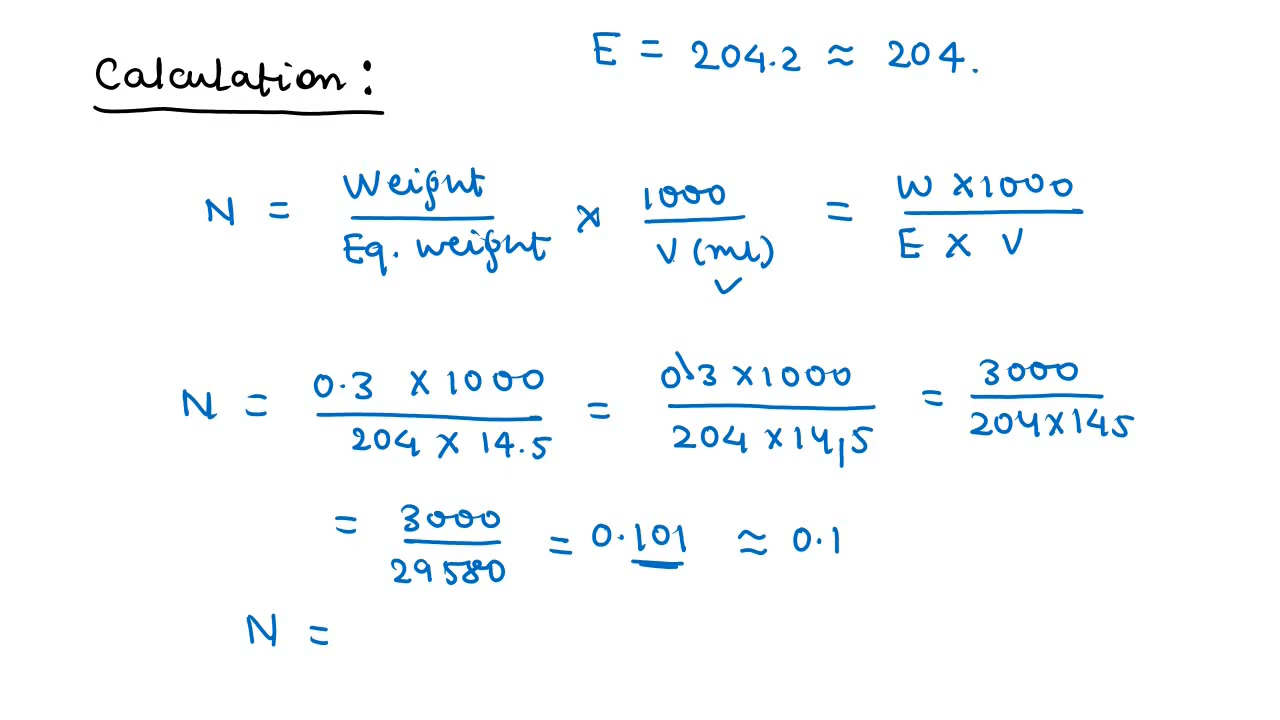 Calculation :
E = 204.2 ≈ 204.
N = Weight / Eq. weight × 1000 / V (ml) = W × 1000 / E × V
✓
N = 0.3 × 1000 / 204 × 14.5 = 0.3 × 1000 / 204 × 14,5 = 3000 / 204 × 145
= 3000 / 29580 = 0.101 ≈ 0.1
N =